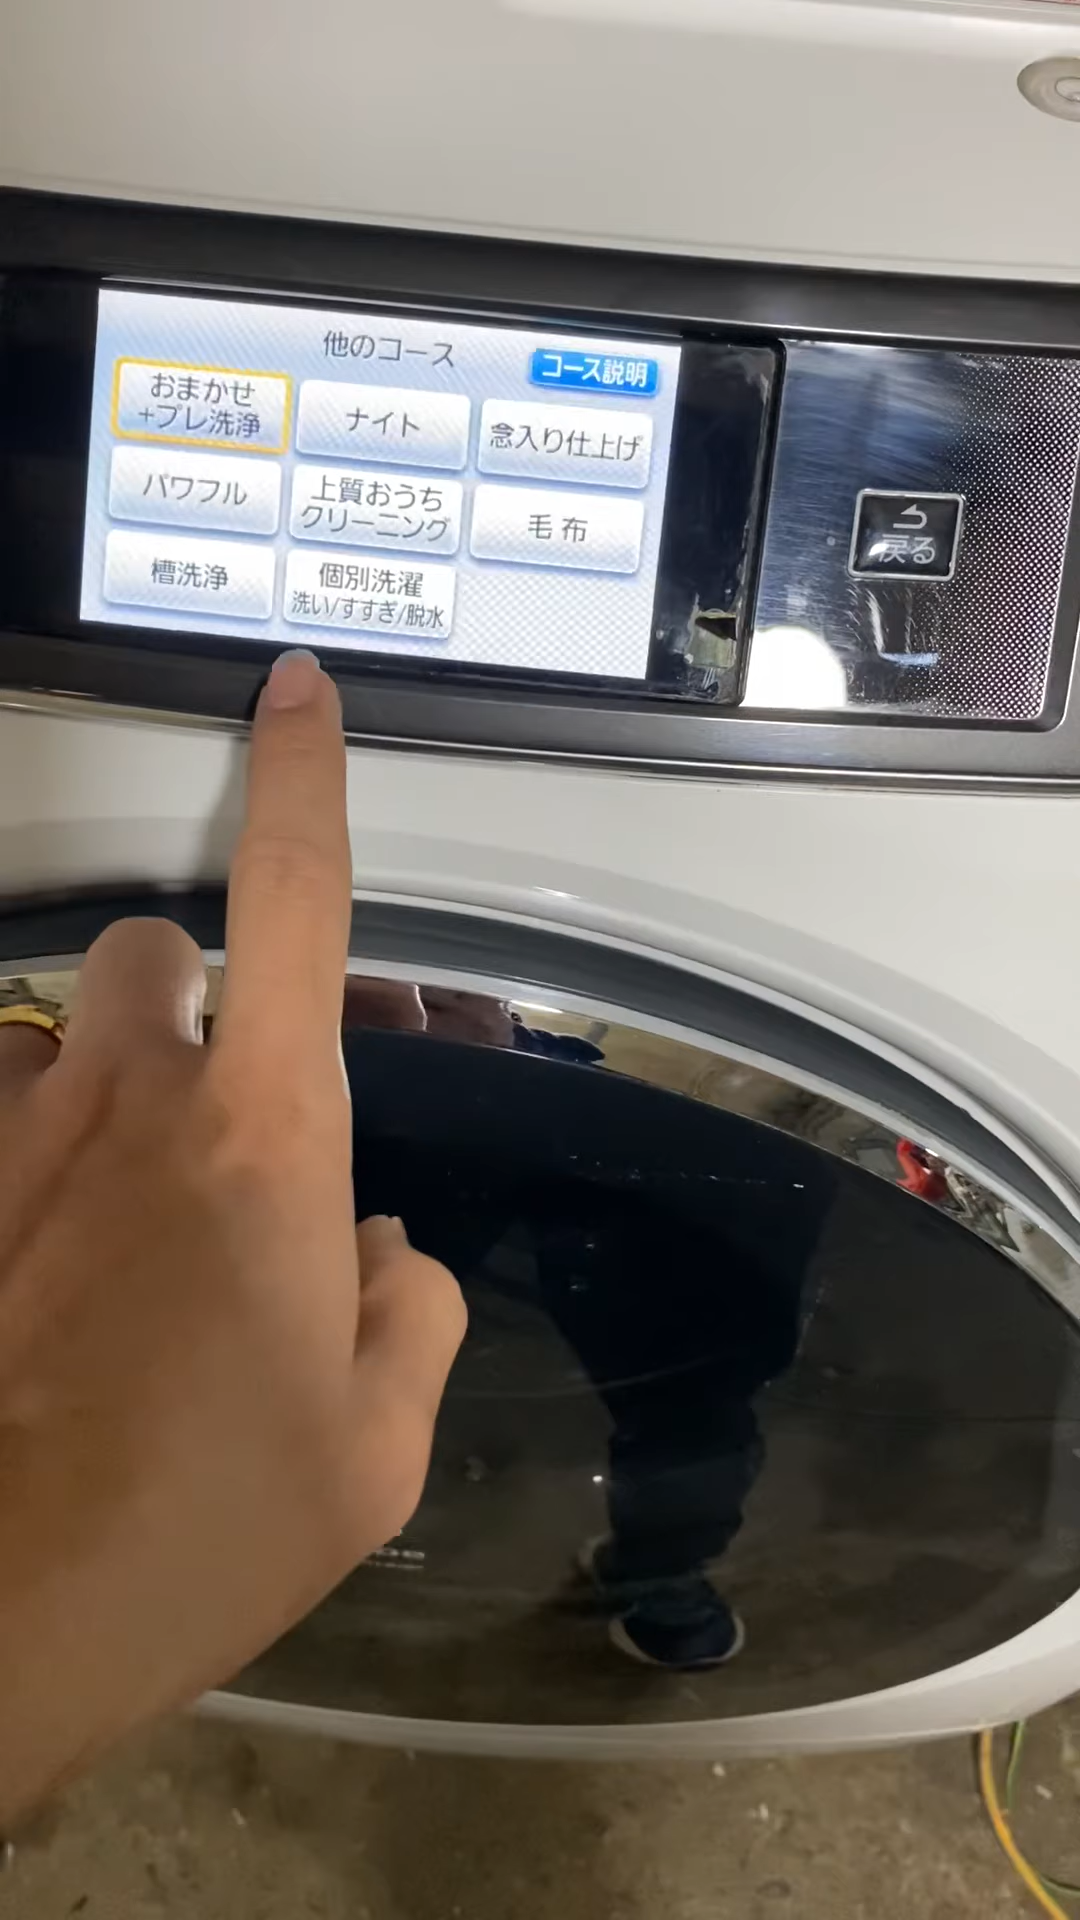 他のコース
コース説明
おまかせ
+プレ洗浄
ナイト
念入り仕上げ
パワフル
上質おうち
クリーニング
毛布
槽洗浄
個別洗濯
洗い/すすぎ/脱水
戻る